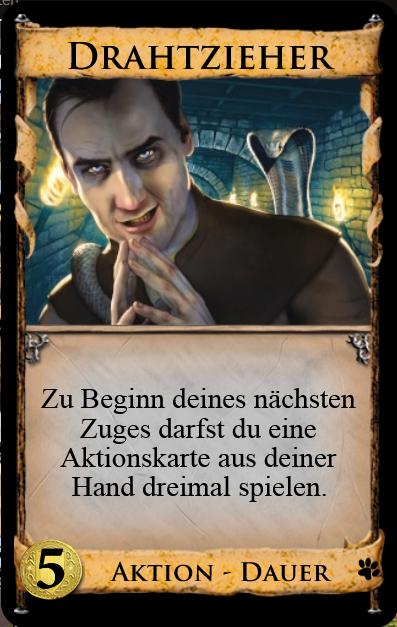 Drahtzieher
Zu Beginn deines nächsten
Zuges darfst du eine
Aktionskarte aus deiner
Hand dreimal spielen.
5 Aktion - Dauer